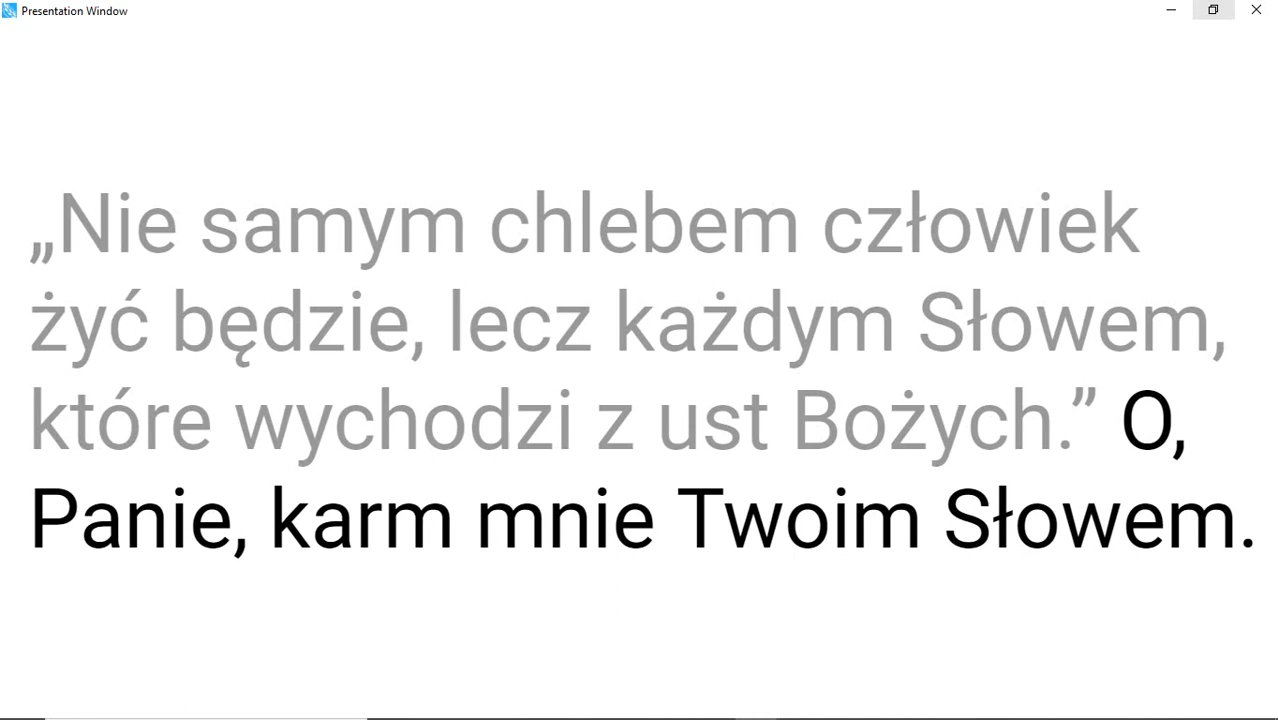 Presentation Window
„Nie samym chlebem człowiek
żyć będzie, lecz każdym Słowem,
które wychodzi z ust Bożych.” O,
Panie, karm mnie Twoim Słowem.